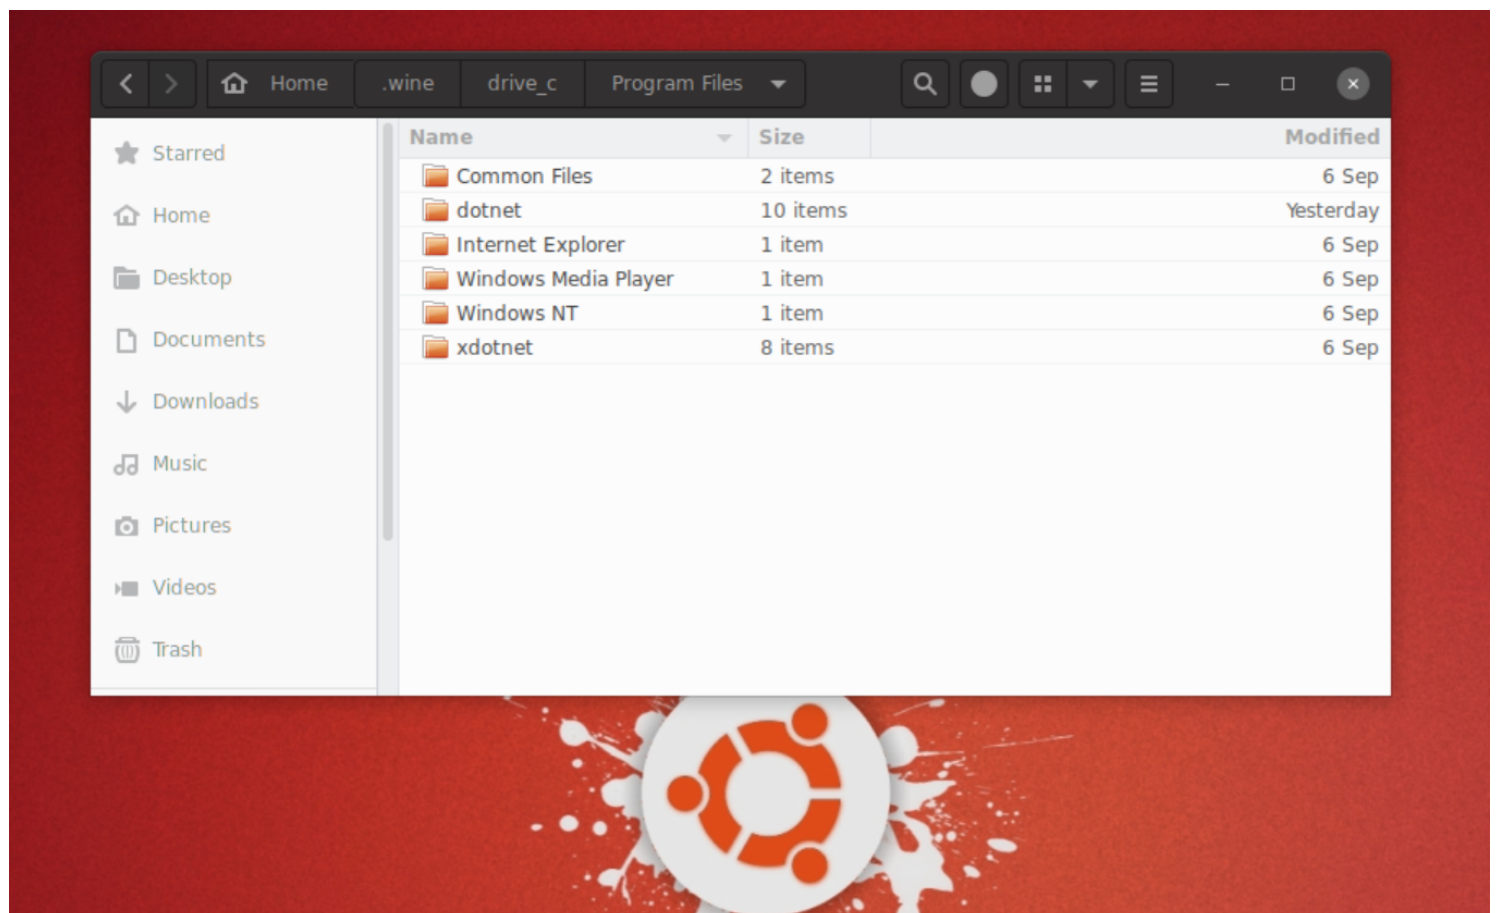 Home .wine drive_c Program Files
Starred
Home
Desktop
Documents
Downloads
Music
Pictures
Videos
Trash
Name Size Modified
Common Files 2 items 6 Sep
dotnet 10 items Yesterday
Internet Explorer 1 item 6 Sep
Windows Media Player 1 item 6 Sep
Windows NT 1 item 6 Sep
xdotnet 8 items 6 Sep